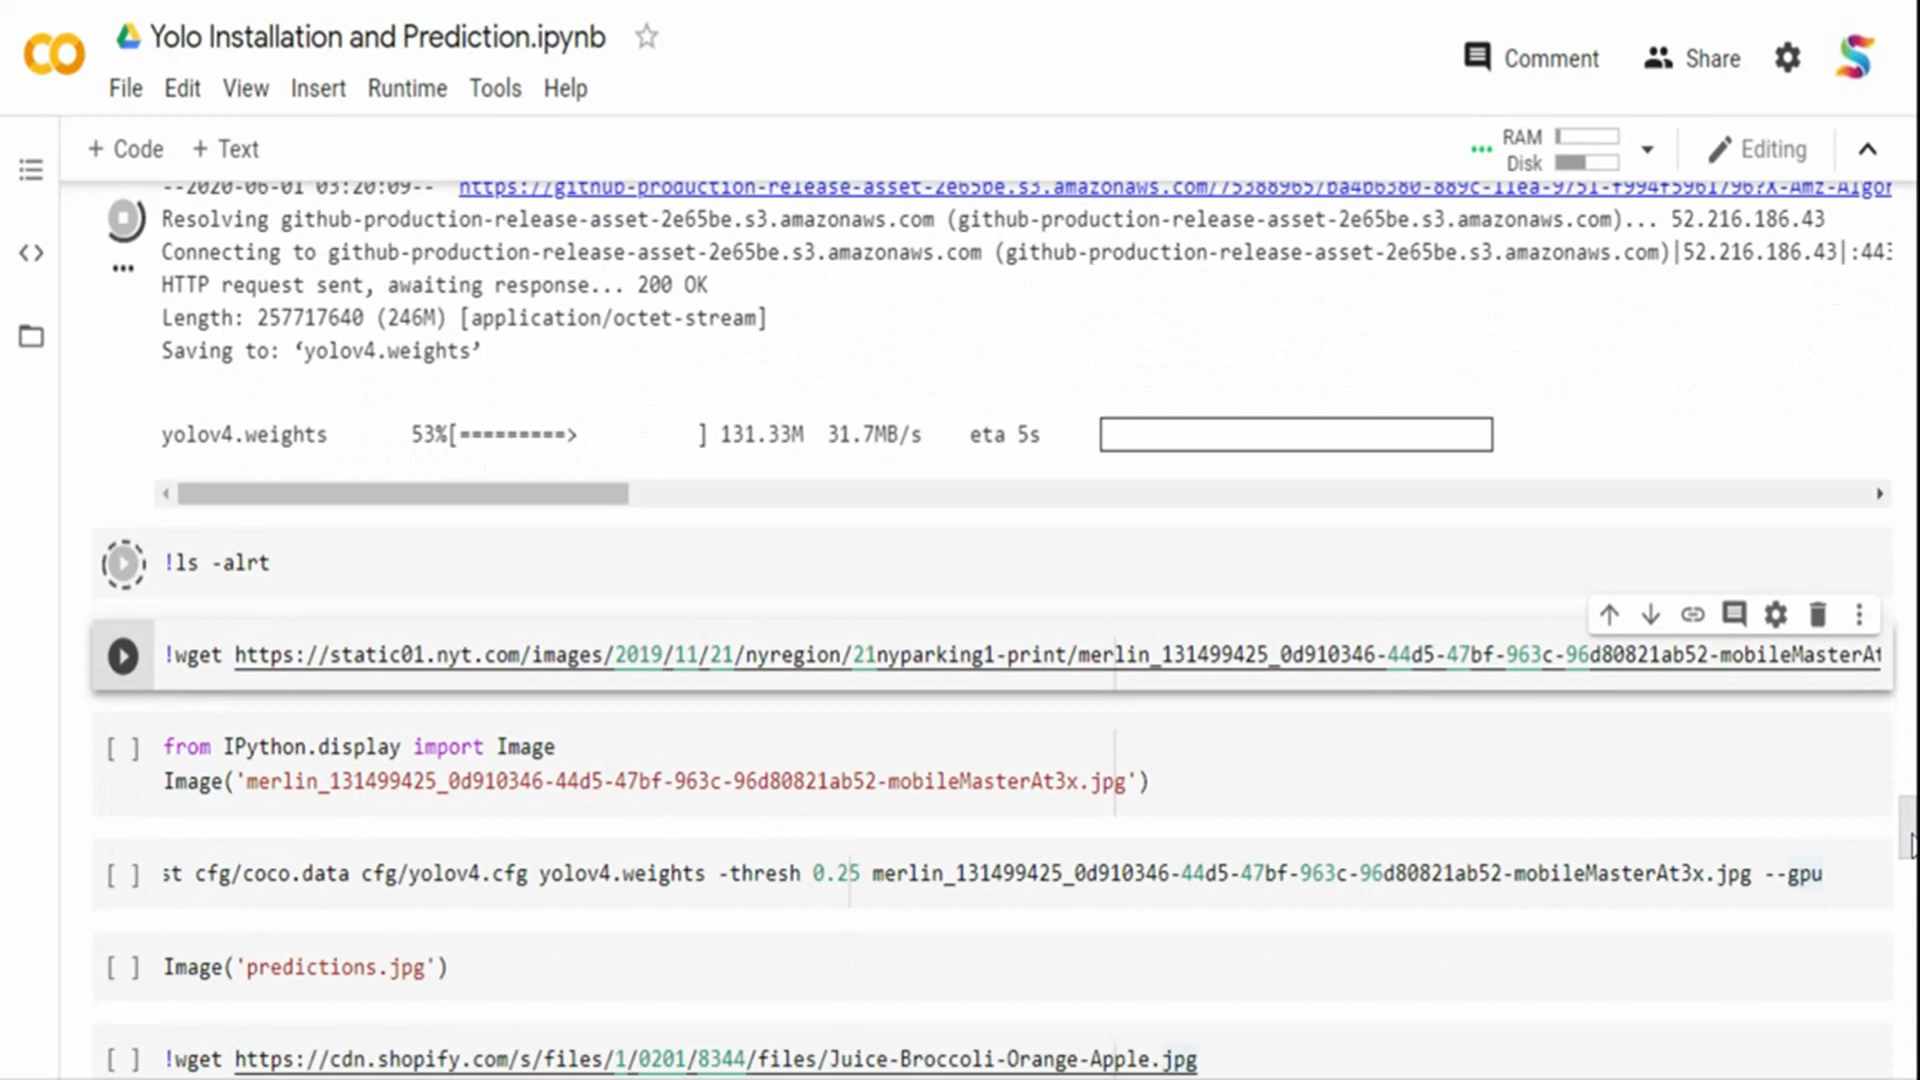 Yolo Installation and Prediction.ipynb
Comment
Share
File Edit View Insert Runtime Tools Help
+ Code + Text
RAM
Disk
Editing
--2020-06-01 03:20:09--
Resolving github-production-release-asset-2e65be.s3.amazonaws.com (github-production-release-asset-2e65be.s3.amazonaws.com)... 52.216.186.43
Connecting to github-production-release-asset-2e65be.s3.amazonaws.com (github-production-release-asset-2e65be.s3.amazonaws.com)|52.216.186.43|:443
HTTP request sent, awaiting response... 200 OK
Length: 257717640 (246M) [application/octet-stream]
Saving to: ‘yolov4.weights’
yolov4.weights 53%[=========> ] 131.33M 31.7MB/s eta 5s
!ls -alrt
!wget https://static01.nyt.com/images/2019/11/21/nyregion/21nyparking1-print/merlin_131499425_0d910346-44d5-47bf-963c-96d80821ab52-mobileMasterAt
[ ] from IPython.display import Image
Image('merlin_131499425_0d910346-44d5-47bf-963c-96d80821ab52-mobileMasterAt3x.jpg')
[ ] st cfg/coco.data cfg/yolov4.cfg yolov4.weights -thresh 0.25 merlin_131499425_0d910346-44d5-47bf-963c-96d80821ab52-mobileMasterAt3x.jpg --gpu
[ ] Image('predictions.jpg')
[ ] !wget https://cdn.shopify.com/s/files/1/0201/8344/files/Juice-Broccoli-Orange-Apple.jpg